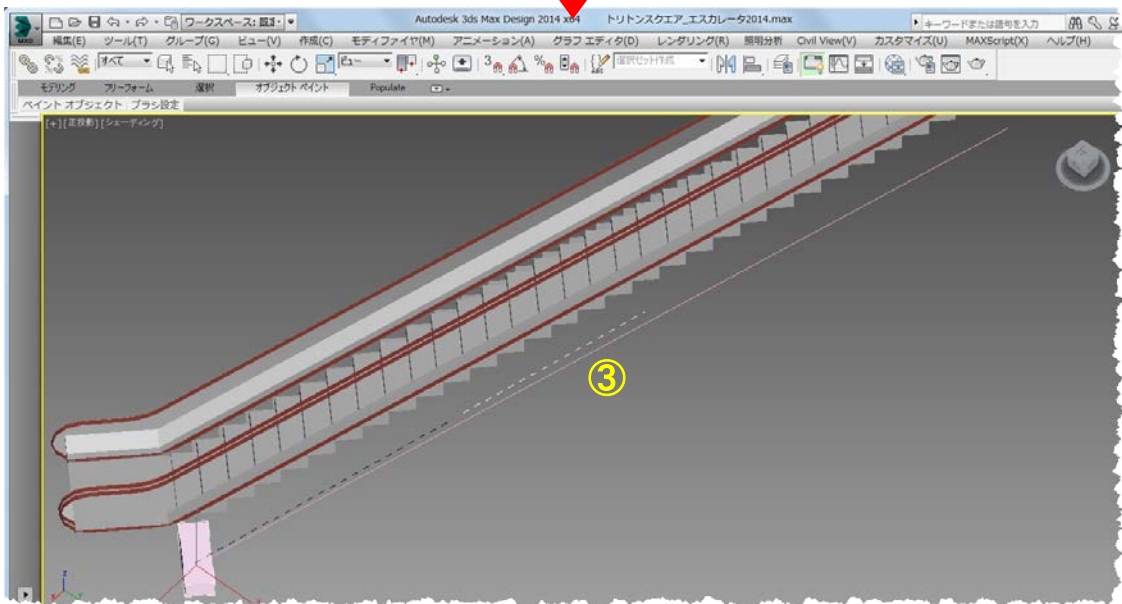 ワークスペース: 既定
Autodesk 3ds Max Design 2014 x64 トリトンスクエア_エスカレータ2014.max
キーワードまたは語句を入力
MXD
編集(E) ツール(T) グループ(G) ビュー(V) 作成(C) モディファイヤ(M) アニメーション(A) グラフ エディタ(D) レンダリング(R) 照明分析 Civil View(V) カスタマイズ(U) MAXScript(X) ヘルプ(H)
すべて ビュー 3 % 選択セット作成
モデリング フリーフォーム 選択 オブジェクト ペイント Populate
ペイント オブジェクト ブラシ設定
[+][正投影][シェーディング]
③
z
x y